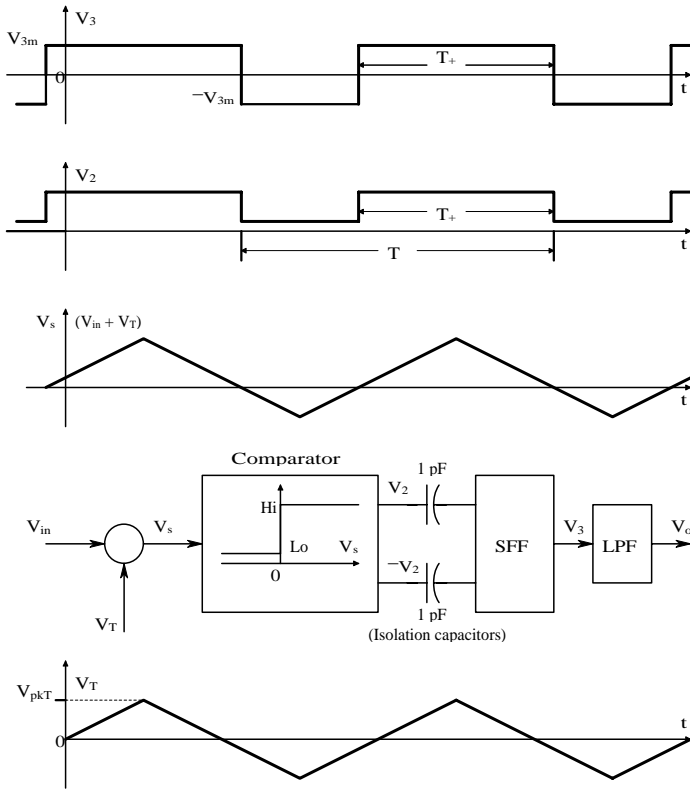 V3
V3m
T+
0
t
−V3m
V2
T+
T
t
Vs (Vin + VT)
t
Comparator
1 pF
V2
Hi
Vin
Vs
Lo
Vs
0
SFF
V3
LPF
Vo
−V2
1 pF
VT
(Isolation capacitors)
VpkT
VT
t
0